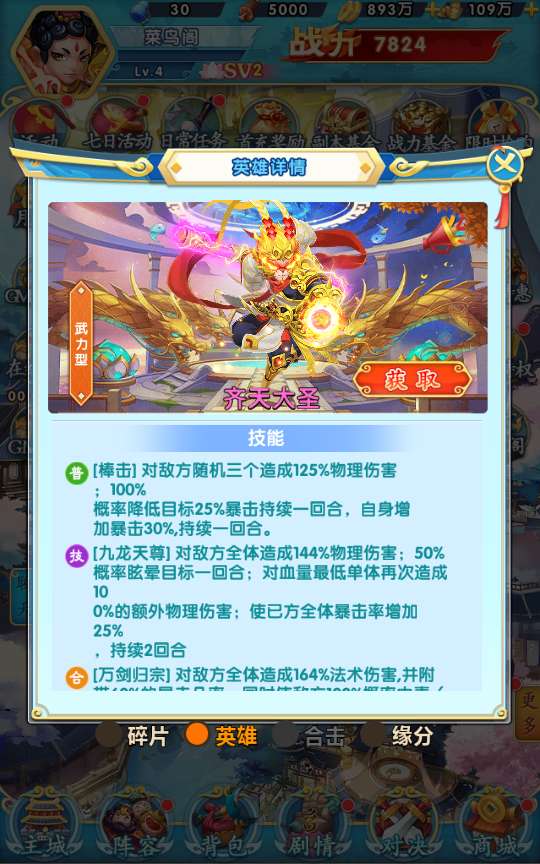 30
5000
893万
109万
菜鸟阁
战斗 7824
Lv.4
SV2
活动
七日活动
日常任务
首充奖励
副本基金
战力基金
英雄详情
武力型
获取
齐天大圣
技能
普
[棒击] 对敌方随机三个造成125%物理伤害
；100%
概率降低目标25%暴击持续一回合，自身增
加暴击30%,持续一回合。
技
[九龙天尊] 对敌方全体造成144%物理伤害；50%
概率眩晕目标一回合；对血量最低单体再次造成
10
0%的额外物理伤害；使已方全体暴击率增加
25%
，持续2回合
合
[万剑归宗] 对敌方全体造成164%法术伤害,并附
更多
碎片
英雄
合击
缘分
主城
阵容
背包
剧情
对决
商城